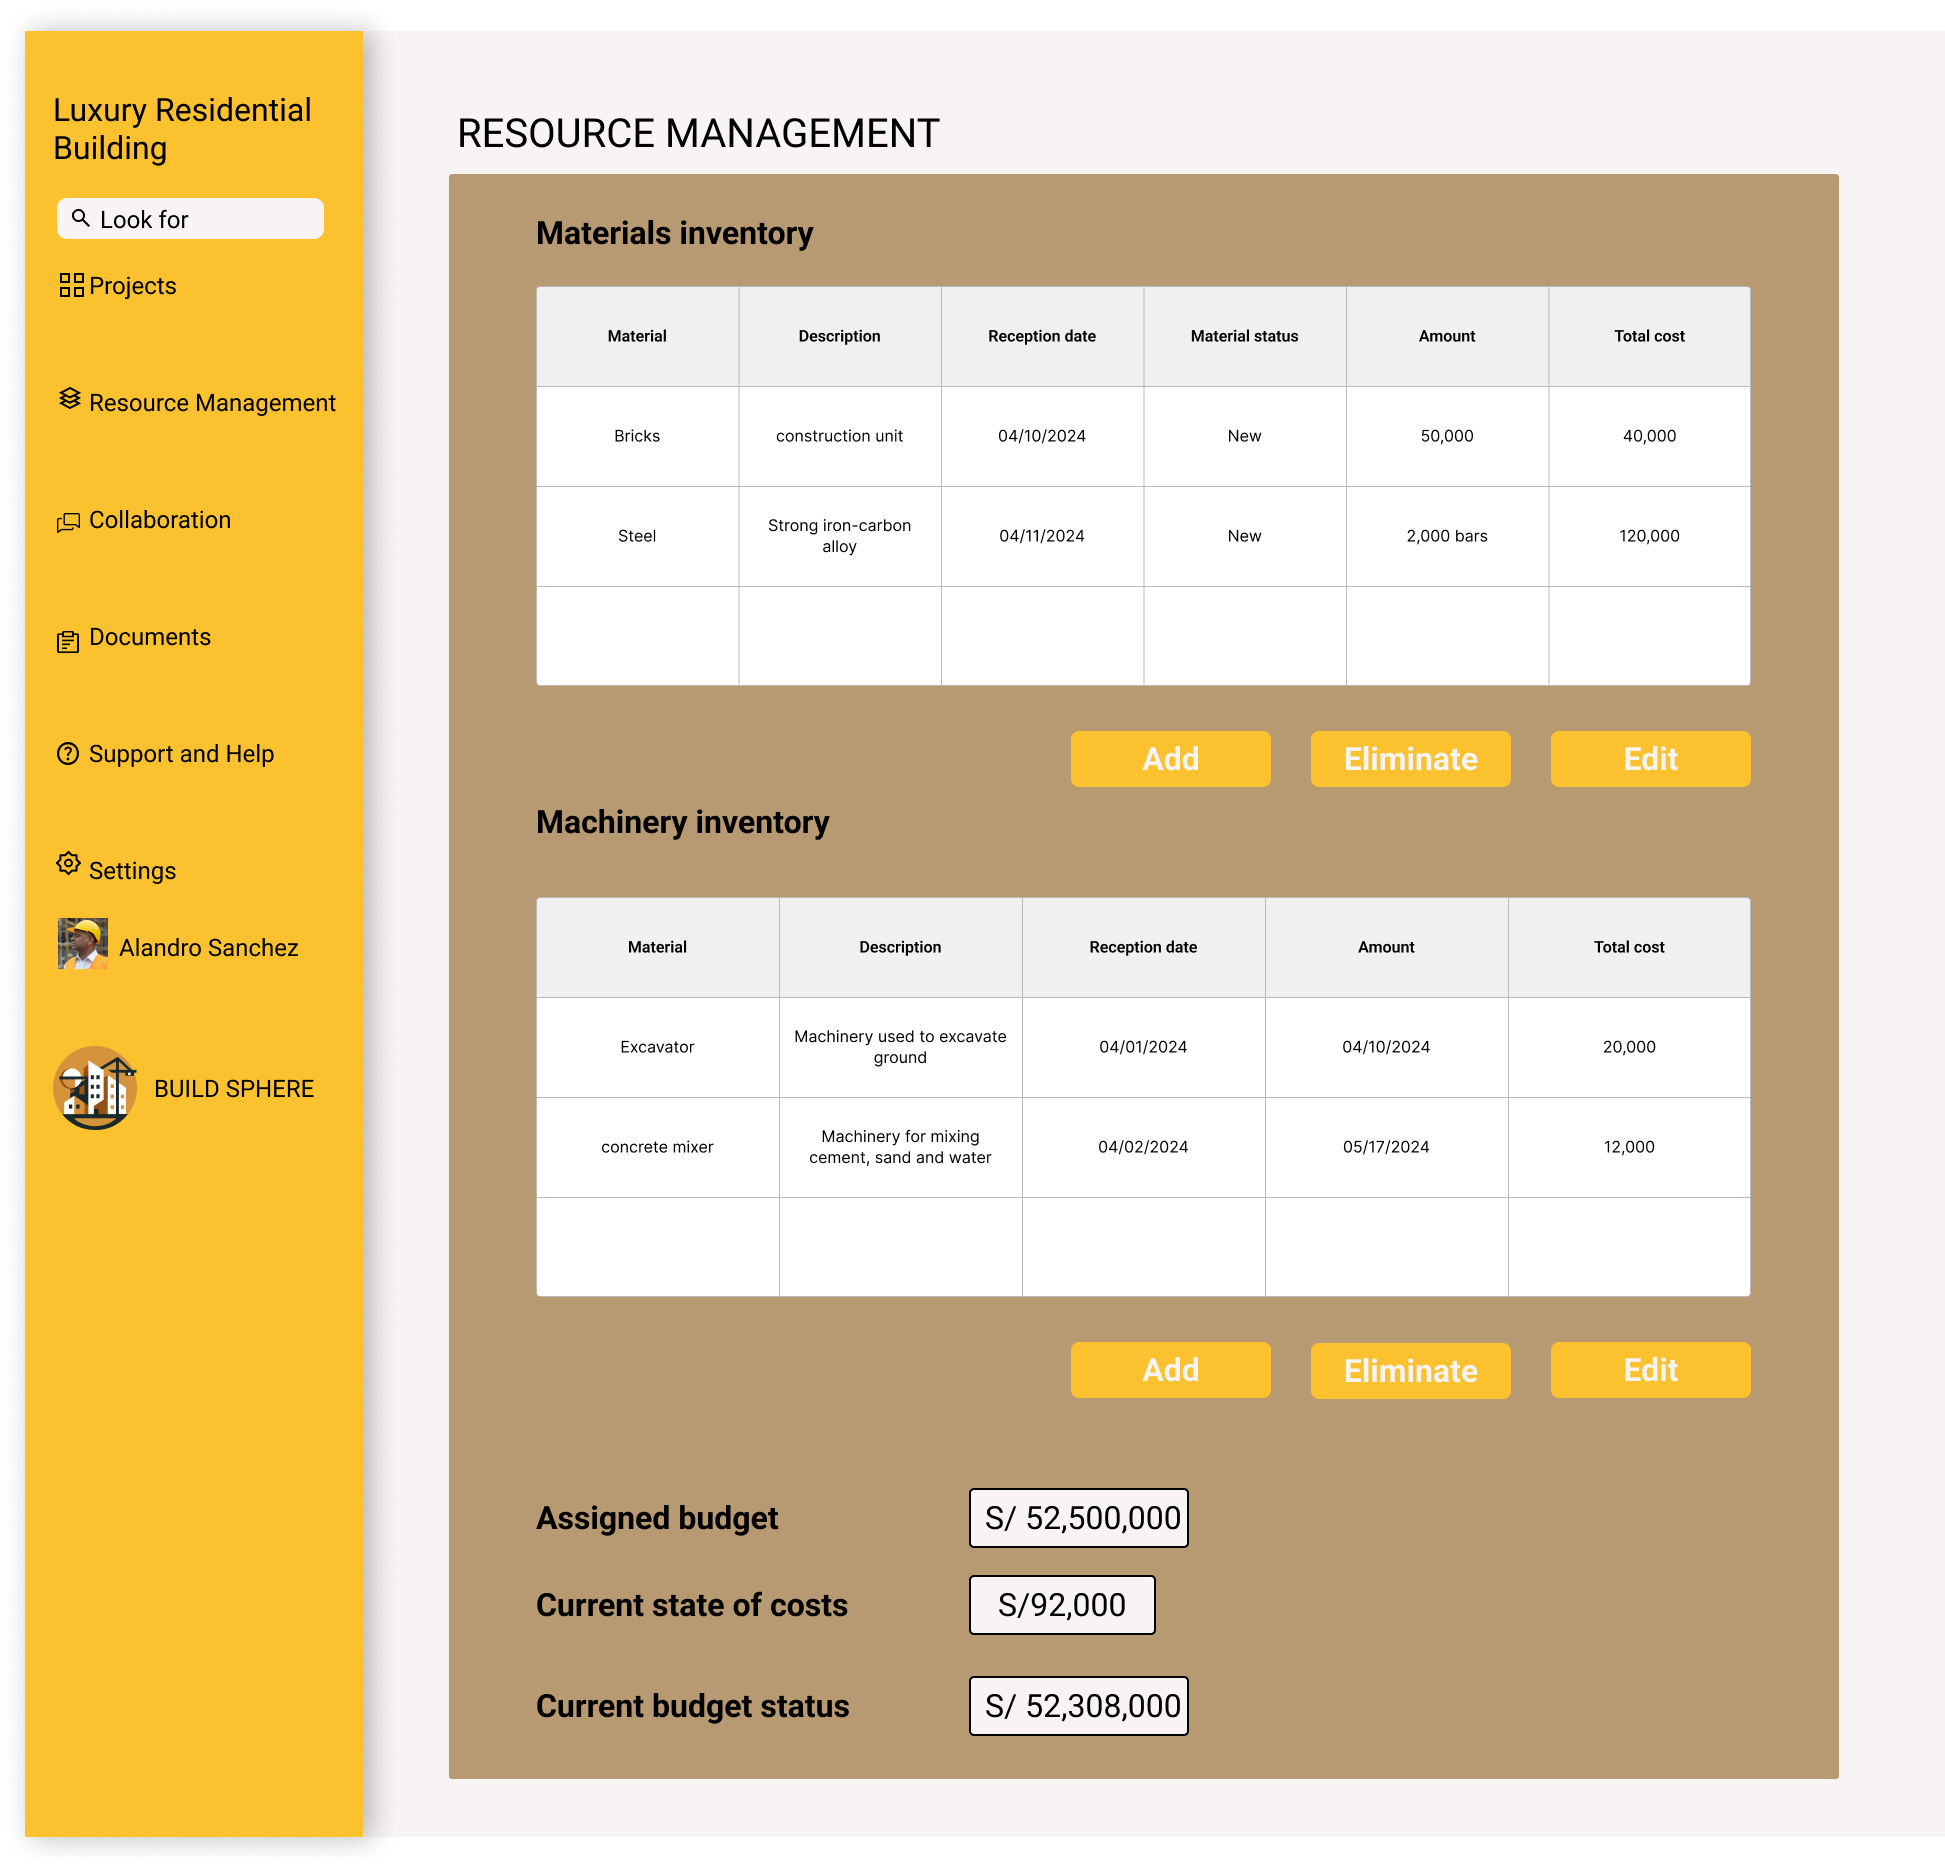 Luxury Residential
Building
Look for
Projects
Resource Management
Collaboration
Documents
Support and Help
Settings
Alandro Sanchez
BUILD SPHERE
RESOURCE MANAGEMENT
Materials inventory
Material Description Reception date Material status Amount Total cost
Bricks construction unit 04/10/2024 New 50,000 40,000
Steel Strong iron-carbon alloy 04/11/2024 New 2,000 bars 120,000
Add Eliminate Edit
Machinery inventory
Material Description Reception date Amount Total cost
Excavator Machinery used to excavate ground 04/01/2024 04/10/2024 20,000
concrete mixer Machinery for mixing cement, sand and water 04/02/2024 05/17/2024 12,000
Add Eliminate Edit
Assigned budget S/ 52,500,000
Current state of costs S/92,000
Current budget status S/ 52,308,000